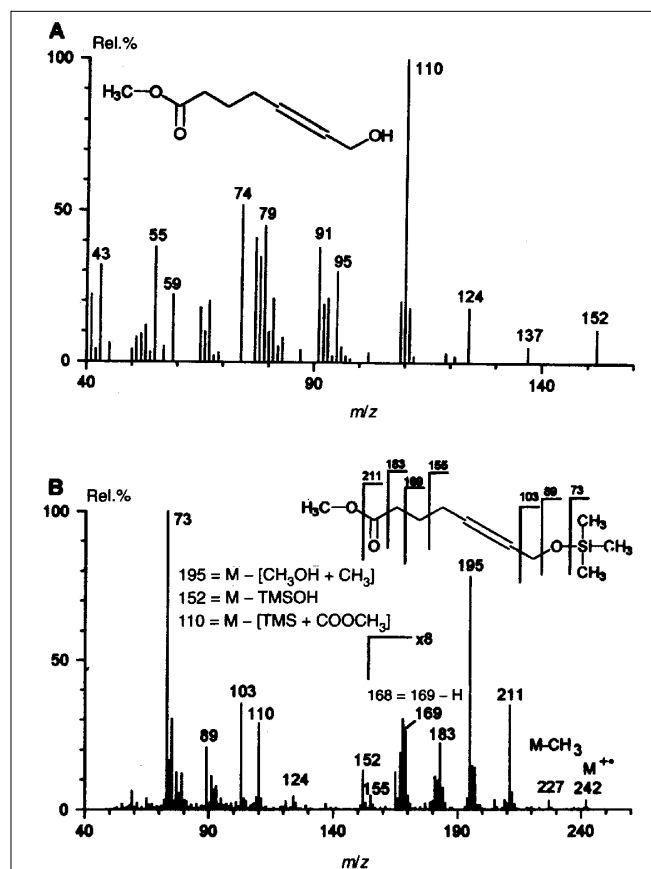 A
Rel.%
100
50
0
110
H₃C–O
O
OH
43
55
59
74
79
91
95
124
137
152
40
90
140
m/z
B
Rel.%
100
50
0
211
183
169
155
103
89
73
H₃C–O
O
O
Si
CH₃
CH₃
CH₃
73
195 = M – [CH₃OH + CH₃]
152 = M – TMSOH
110 = M – [TMS + COOCH₃]
x8
168 = 169 – H
195
169
211
103
110
89
124
152
155
183
M-CH₃
M⁺•
227
242
40
90
140
190
240
m/z